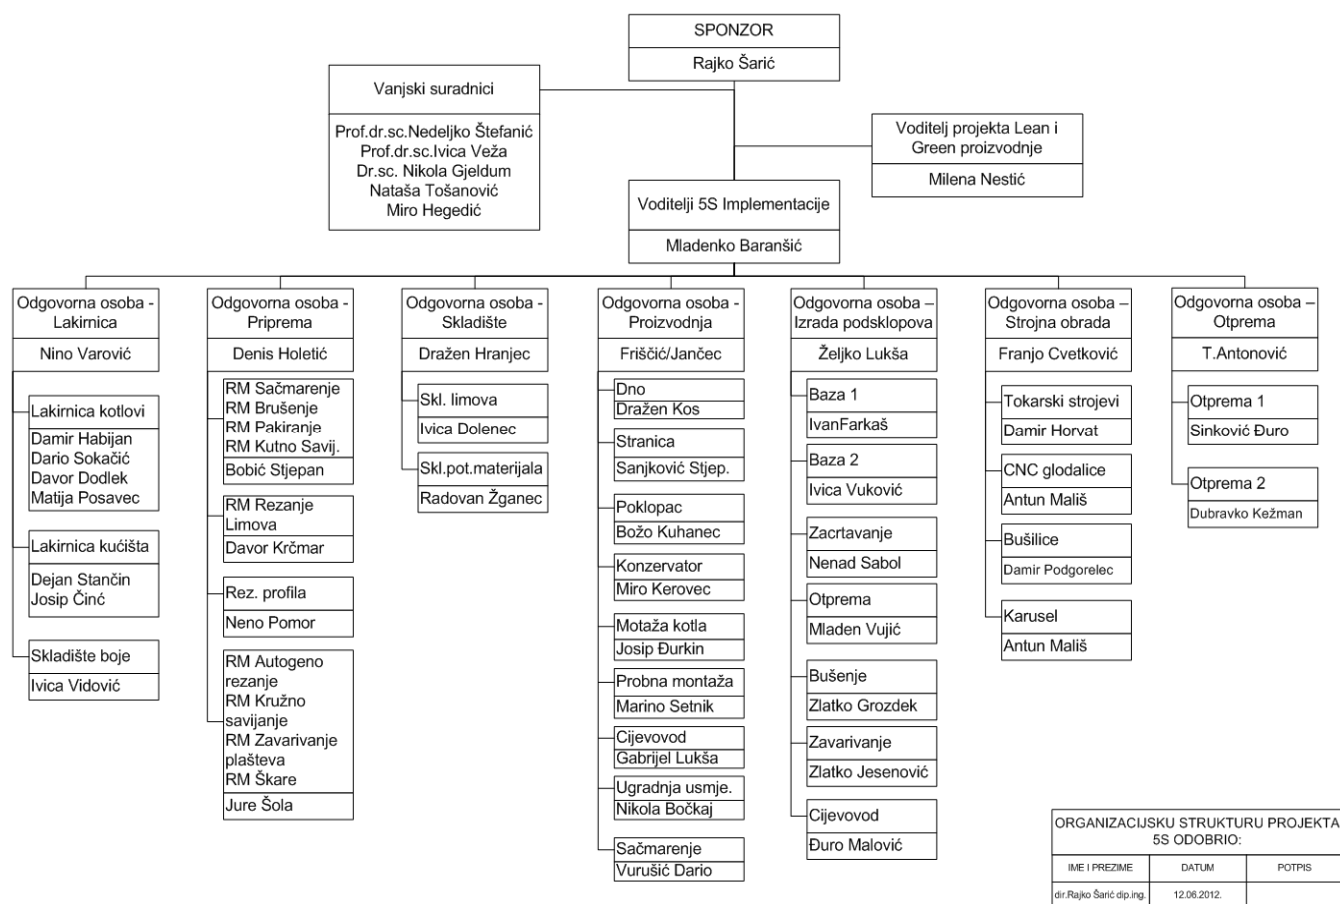 SPONZOR
Rajko Šarić
Vanjski suradnici
Prof.dr.sc.Nedeljko Štefanić
Prof.dr.sc.Ivica Veža
Dr.sc. Nikola Gjeldum
Nataša Tošanović
Miro Hegedić
Voditelj projekta Lean i
Green proizvodnje
Milena Nestić
Voditelji 5S Implementacije
Mladenko Baranšić
Odgovorna osoba -
Lakirnica
Nino Varović
Lakirnica kotlovi
Damir Habijan
Dario Sokačić
Davor Dodlek
Matija Posavec
Lakirnica kućišta
Dejan Stančin
Josip Činć
Skladište boje
Ivica Vidović
Odgovorna osoba -
Priprema
Denis Holetić
RM Sačmarenje
RM Brušenje
RM Pakiranje
RM Kutno Savij.
Bobić Stjepan
RM Rezanje
Limova
Davor Krčmar
Rez. profila
Neno Pomor
RM Autogeno
rezanje
RM Kružno
savijanje
RM Zavarivanje
plašteva
RM Škare
Jure Šola
Odgovorna osoba -
Skladište
Dražen Hranjec
Skl. limova
Ivica Dolenec
Skl.pot.materijala
Radovan Žganec
Odgovorna osoba -
Proizvodnja
Friščić/Jančec
Dno
Dražen Kos
Stranica
Sanjković Stjep.
Poklopac
Božo Kuhanec
Konzervator
Miro Kerovec
Motaža kotla
Josip Đurkin
Probna montaža
Marino Setnik
Cijevovod
Gabrijel Lukša
Ugradnja usmje.
Nikola Bočkaj
Sačmarenje
Vurušić Dario
Odgovorna osoba –
Izrada podsklopova
Željko Lukša
Baza 1
IvanFarkaš
Baza 2
Ivica Vuković
Zacrtavanje
Nenad Sabol
Otprema
Mladen Vujić
Bušenje
Zlatko Grozdek
Zavarivanje
Zlatko Jesenović
Cijevovod
Đuro Malović
Odgovorna osoba –
Strojna obrada
Franjo Cvetković
Tokarski strojevi
Damir Horvat
CNC glodalice
Antun Mališ
Bušilice
Damir Podgorelec
Karusel
Antun Mališ
Odgovorna osoba –
Otprema
T.Antonović
Otprema 1
Sinković Đuro
Otprema 2
Dubravko Kežman
ORGANIZACIJSKU STRUKTURU PROJEKTA
5S ODOBRIO:
IME I PREZIME DATUM POTPIS
dir.Rajko Šarić dip.ing. 12.06.2012.